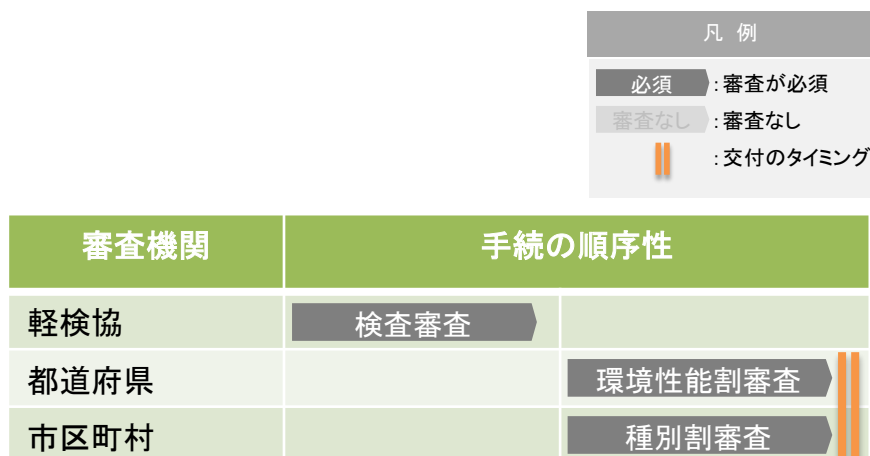 凡 例
必須 ：審査が必須
審査なし ：審査なし
：交付のタイミング
審査機関 手続の順序性
軽検協 検査審査
都道府県 環境性能割審査
市区町村 種別割審査